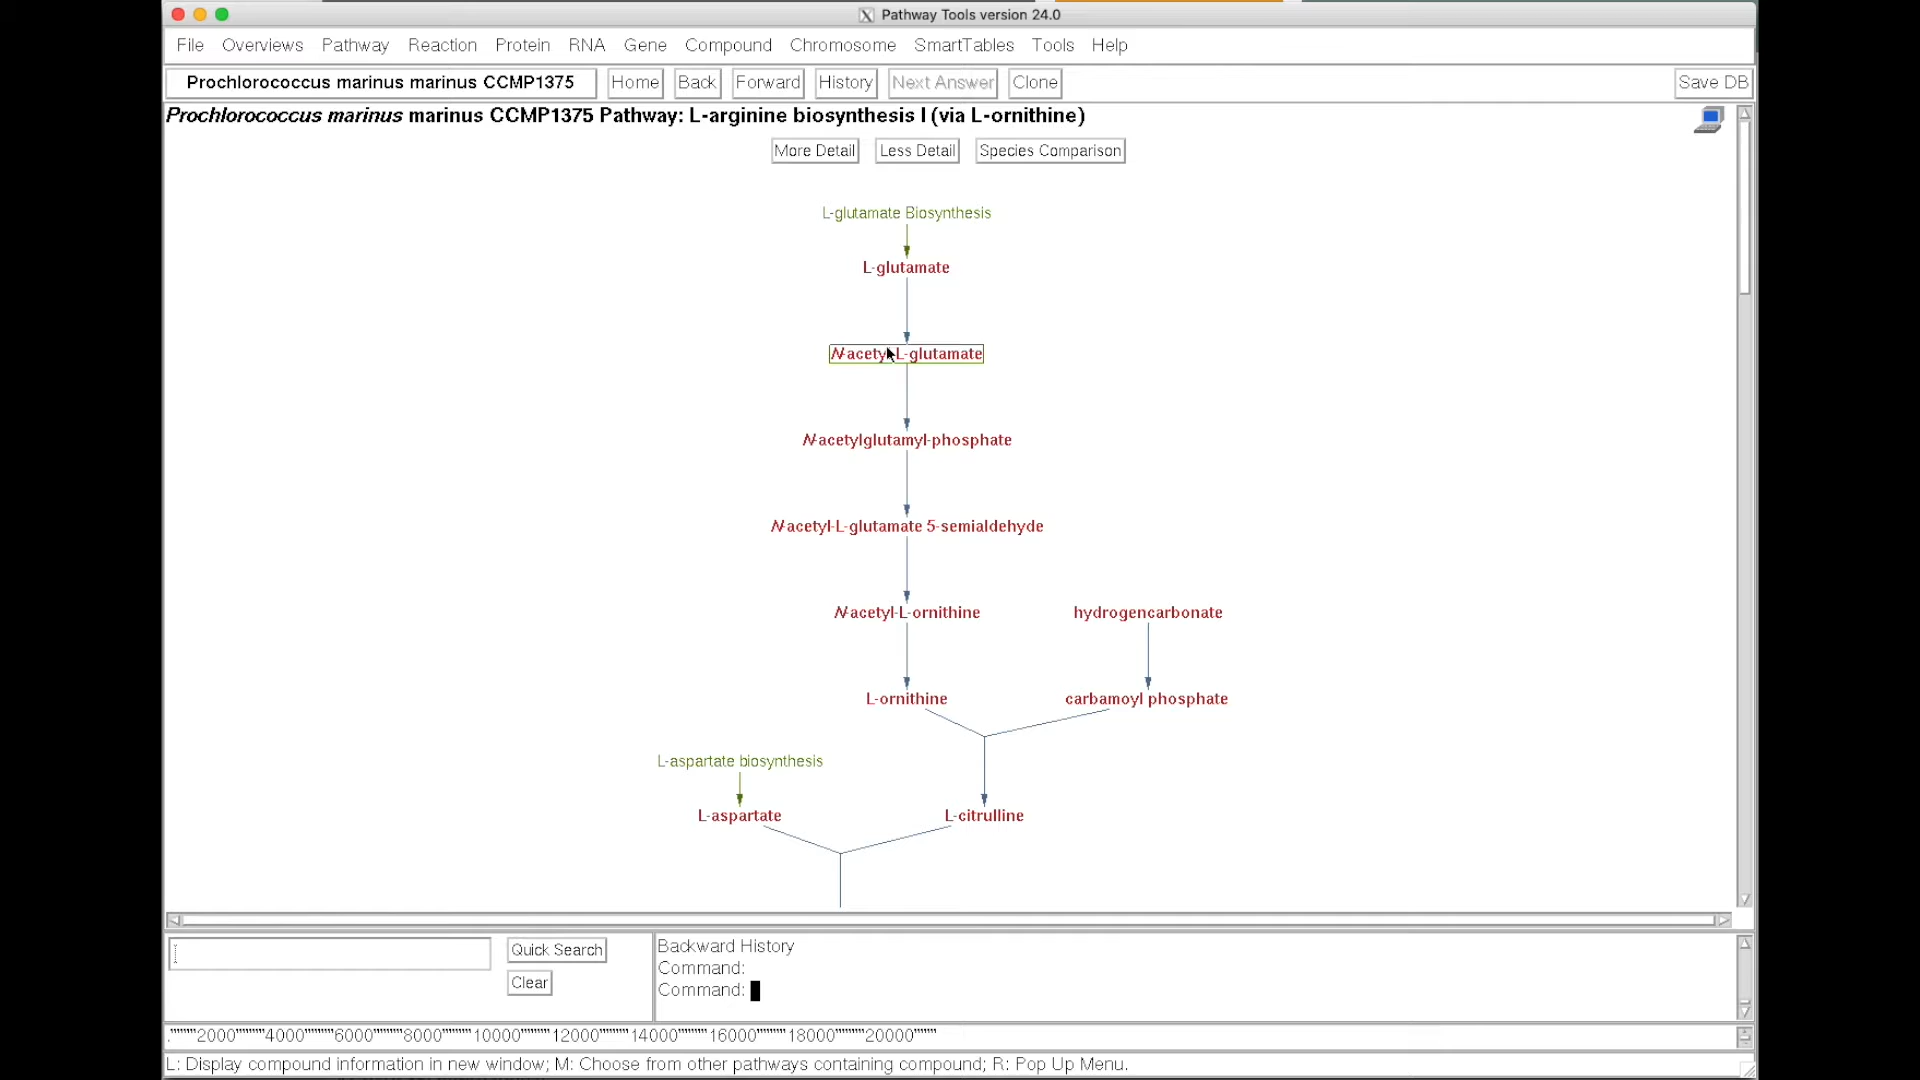 Pathway Tools version 24.0
File Overviews Pathway Reaction Protein RNA Gene Compound Chromosome SmartTables Tools Help
Prochlorococcus marinus marinus CCMP1375 Home Back Forward History Next Answer Clone Save DB
Prochlorococcus marinus marinus CCMP1375 Pathway: L-arginine biosynthesis I (via L-ornithine)
More Detail Less Detail Species Comparison
L-glutamate Biosynthesis
L-glutamate
N-acetyl-L-glutamate
N-acetylglutamyl-phosphate
N-acetyl-L-glutamate 5-semialdehyde
N-acetyl-L-ornithine hydrogencarbonate
L-ornithine carbamoyl phosphate
L-aspartate biosynthesis
L-aspartate L-citrulline
Quick Search
Clear
Backward History
Command:
Command:
.'''''''''2000'''''''''4000'''''''''6000'''''''''8000'''''''''10000'''''''''12000'''''''''14000'''''''''16000'''''''''18000'''''''''20000'''''''
L: Display compound information in new window; M: Choose from other pathways containing compound; R: Pop Up Menu.